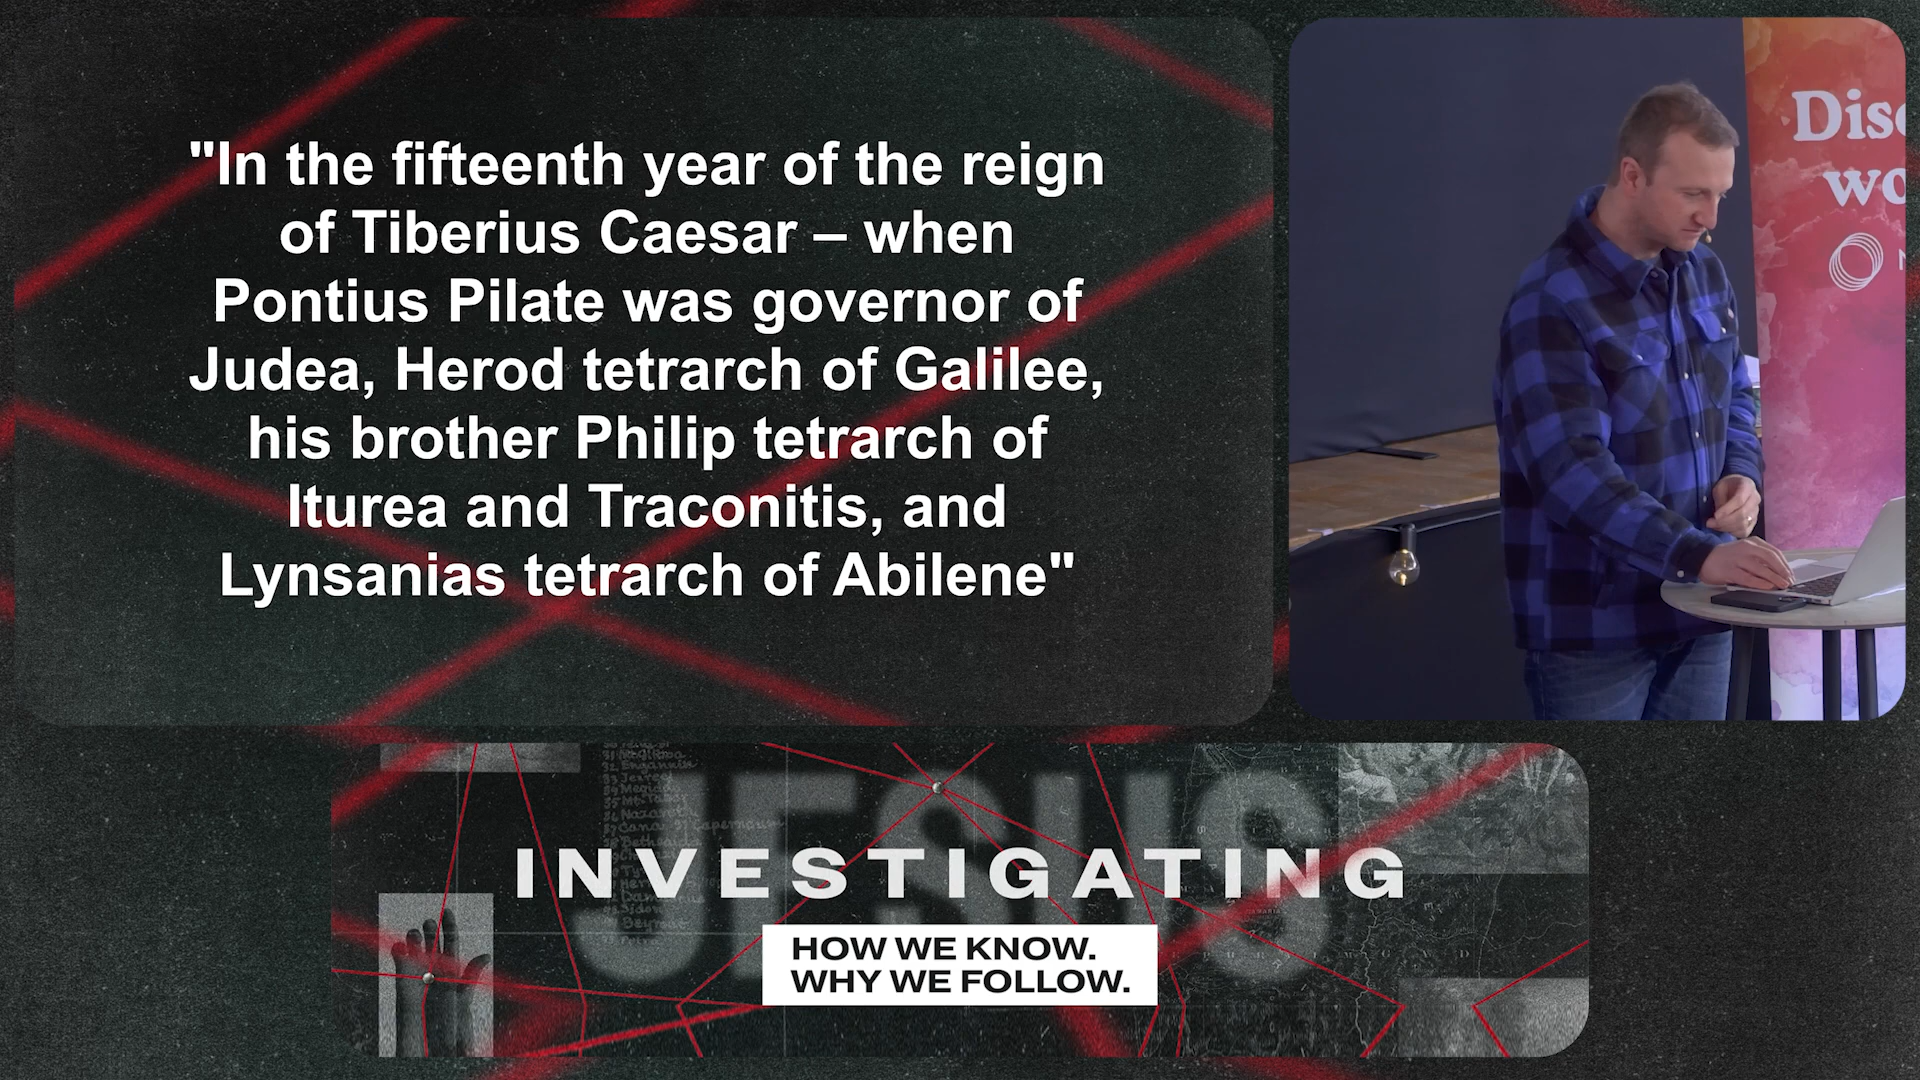 "In the fifteenth year of the reign
of Tiberius Caesar – when
Pontius Pilate was governor of
Judea, Herod tetrarch of Galilee,
his brother Philip tetrarch of
Iturea and Traconitis, and
Lynsanias tetrarch of Abilene"
JESUS
INVESTIGATING
HOW WE KNOW.
WHY WE FOLLOW.